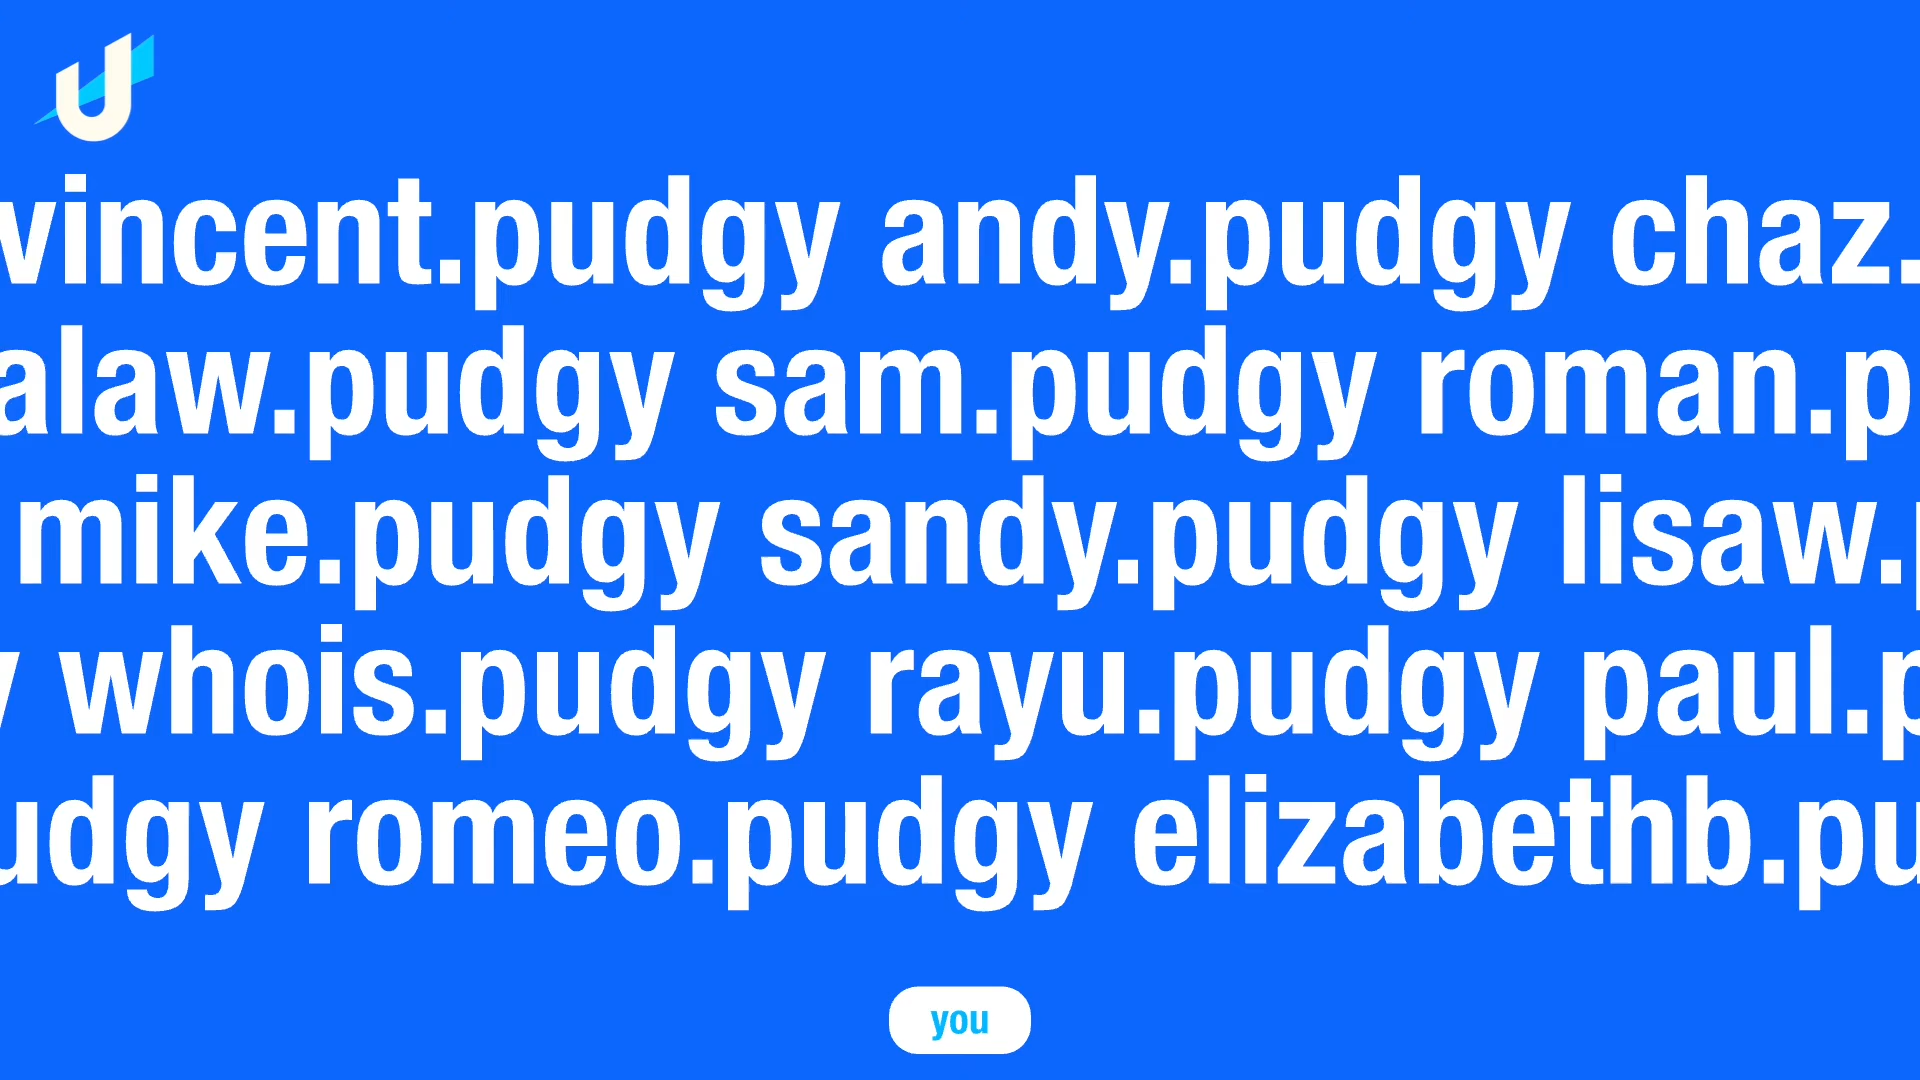 vincent.pudgy andy.pudgy chaz.
alaw.pudgy sam.pudgy roman.p
mike.pudgy sandy.pudgy lisaw.p
y whois.pudgy rayu.pudgy paul.p
udgy romeo.pudgy elizabethb.pu
you